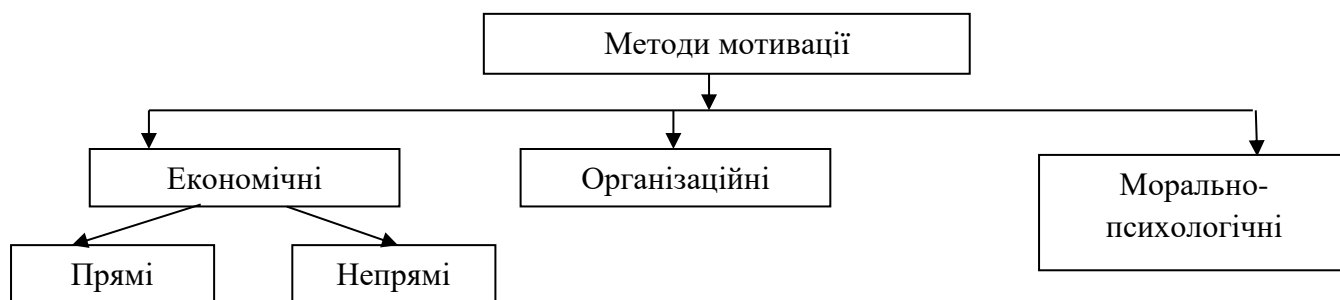 Методи мотивації
Економічні
Організаційні
Морально-
психологічні
Прямі
Непрямі